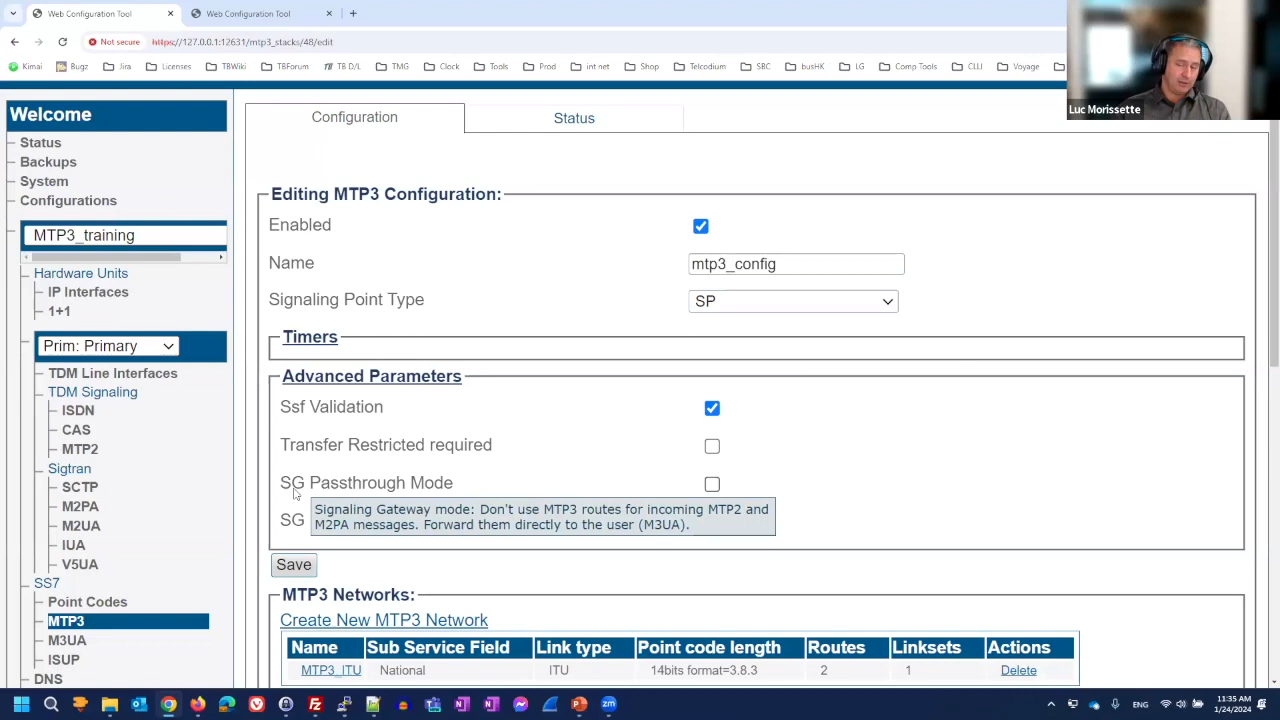 Web Configuration Tool
Web Configuration Tool
Not secure https://127.0.0.1:12631/mtp3_stacks/48/edit
Kimai Bugz Jira Licenses TBWiki TBForum TB D/L TMG Clock Tools Prod int net Shop Telcodium SBC busHK LG Comp Tools CLLI Voyage
Luc Morissette
Welcome
Status
Backups
System
Configurations
MTP3_training
Hardware Units
IP Interfaces
1+1
Prim: Primary
TDM Line Interfaces
TDM Signaling
ISDN
CAS
MTP2
Sigtran
SCTP
M2PA
M2UA
IUA
V5UA
SS7
Point Codes
MTP3
M3UA
ISUP
DNS
Configuration Status
Editing MTP3 Configuration:
Enabled
Name mtp3_config
Signaling Point Type SP
Timers
Advanced Parameters
Ssf Validation
Transfer Restricted required
SG Passthrough Mode
Signaling Gateway mode: Don't use MTP3 routes for incoming MTP2 and
M2PA messages. Forward them directly to the user (M3UA).
SG
Save
MTP3 Networks:
Create New MTP3 Network
Name Sub Service Field Link type Point code length Routes Linksets Actions
MTP3_ITU National ITU 14bits format=3.8.3 2 1 Delete
ENG 11:35 AM
1/24/2024